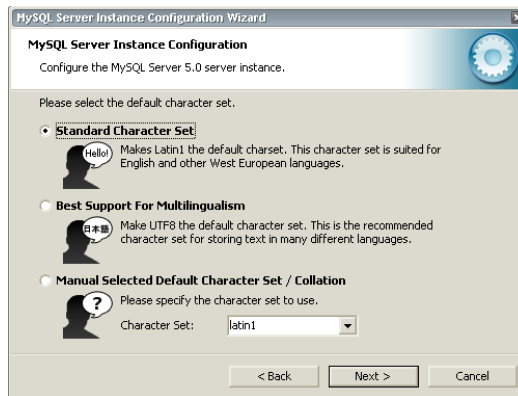 MySQL Server Instance Configuration Wizard
MySQL Server Instance Configuration
Configure the MySQL Server 5.0 server instance.
Please select the default character set.
Standard Character Set
Hello!
Makes Latin1 the default charset. This character set is suited for
English and other West European languages.
Best Support For Multilingualism
日本語
Make UTF8 the default character set. This is the recommended
character set for storing text in many different languages.
Manual Selected Default Character Set / Collation
?
Please specify the character set to use.
Character Set: latin1
< Back Next > Cancel